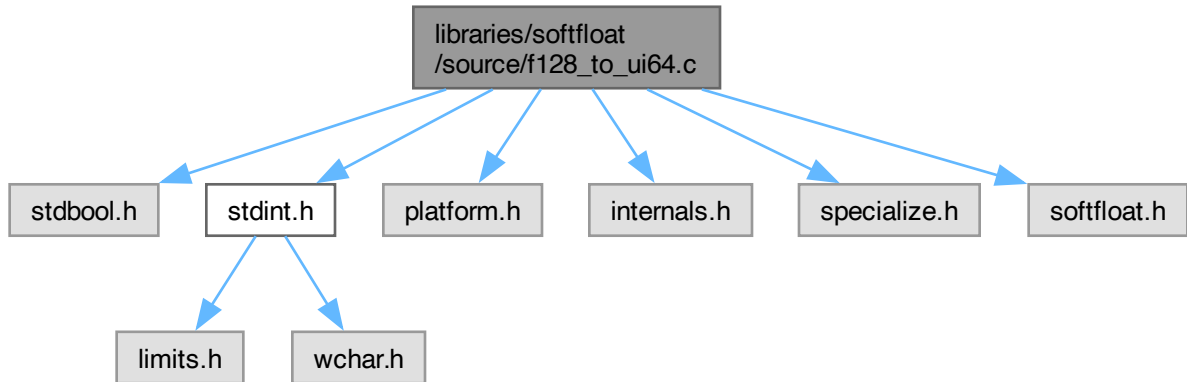 libraries/softfloat
/source/f128_to_ui64.c
stdbool.h
stdint.h
platform.h
internals.h
specialize.h
softfloat.h
limits.h
wchar.h